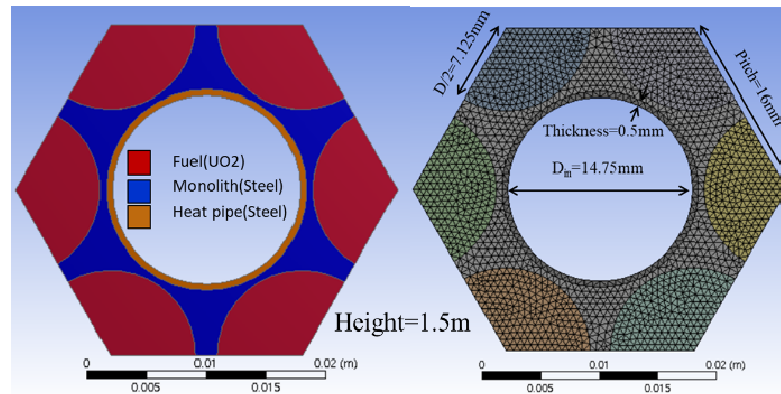 Fuel(UO2)
Monolith(Steel)
Heat pipe(Steel)
D/2=7.125mm
Pitch=16mm
Thickness=0.5mm
Dm=14.75mm
Height=1.5m
0 0.01 0.02 (m)
0.005 0.015
0 0.01 0.02 (m)
0.005 0.015